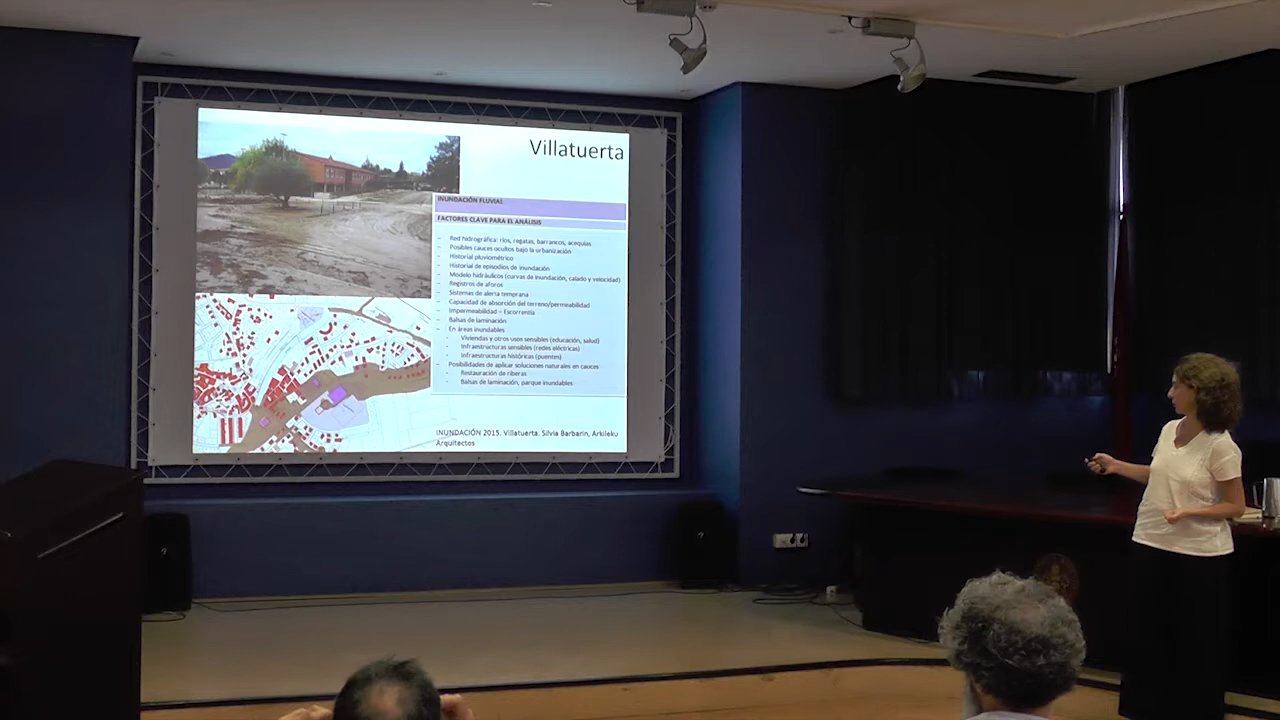 Villatuerta
INUNDACIÓN FLUVIAL
FACTORES CLAVE PARA EL ANÁLISIS
- Red hidrográfica: ríos, regatas, barrancos, acequias
- Posibles cauces ocultos bajo la urbanización
- Historial pluviométrico
- Historial de episodios de inundación
- Modelo hidráulicos (curvas de inundación, calado y velocidad)
- Registros de aforos
- Sistemas de alerta temprana
- Capacidad de absorción del terreno/permeabilidad
- Impermeabilidad – Escorrentía
- Balsas de laminación
- En áreas inundables
- Viviendas y otros usos sensibles (educación, salud)
- Infraestructuras sensibles (redes eléctricas)
- Infraestructuras históricas (puentes)
- Posibilidades de aplicar soluciones naturales en cauces
- Restauración de riberas
- Balsas de laminación, parque inundables
INUNDACIÓN 2015. Villatuerta. Silvia Barbarin, Arkileku
Arquitectos